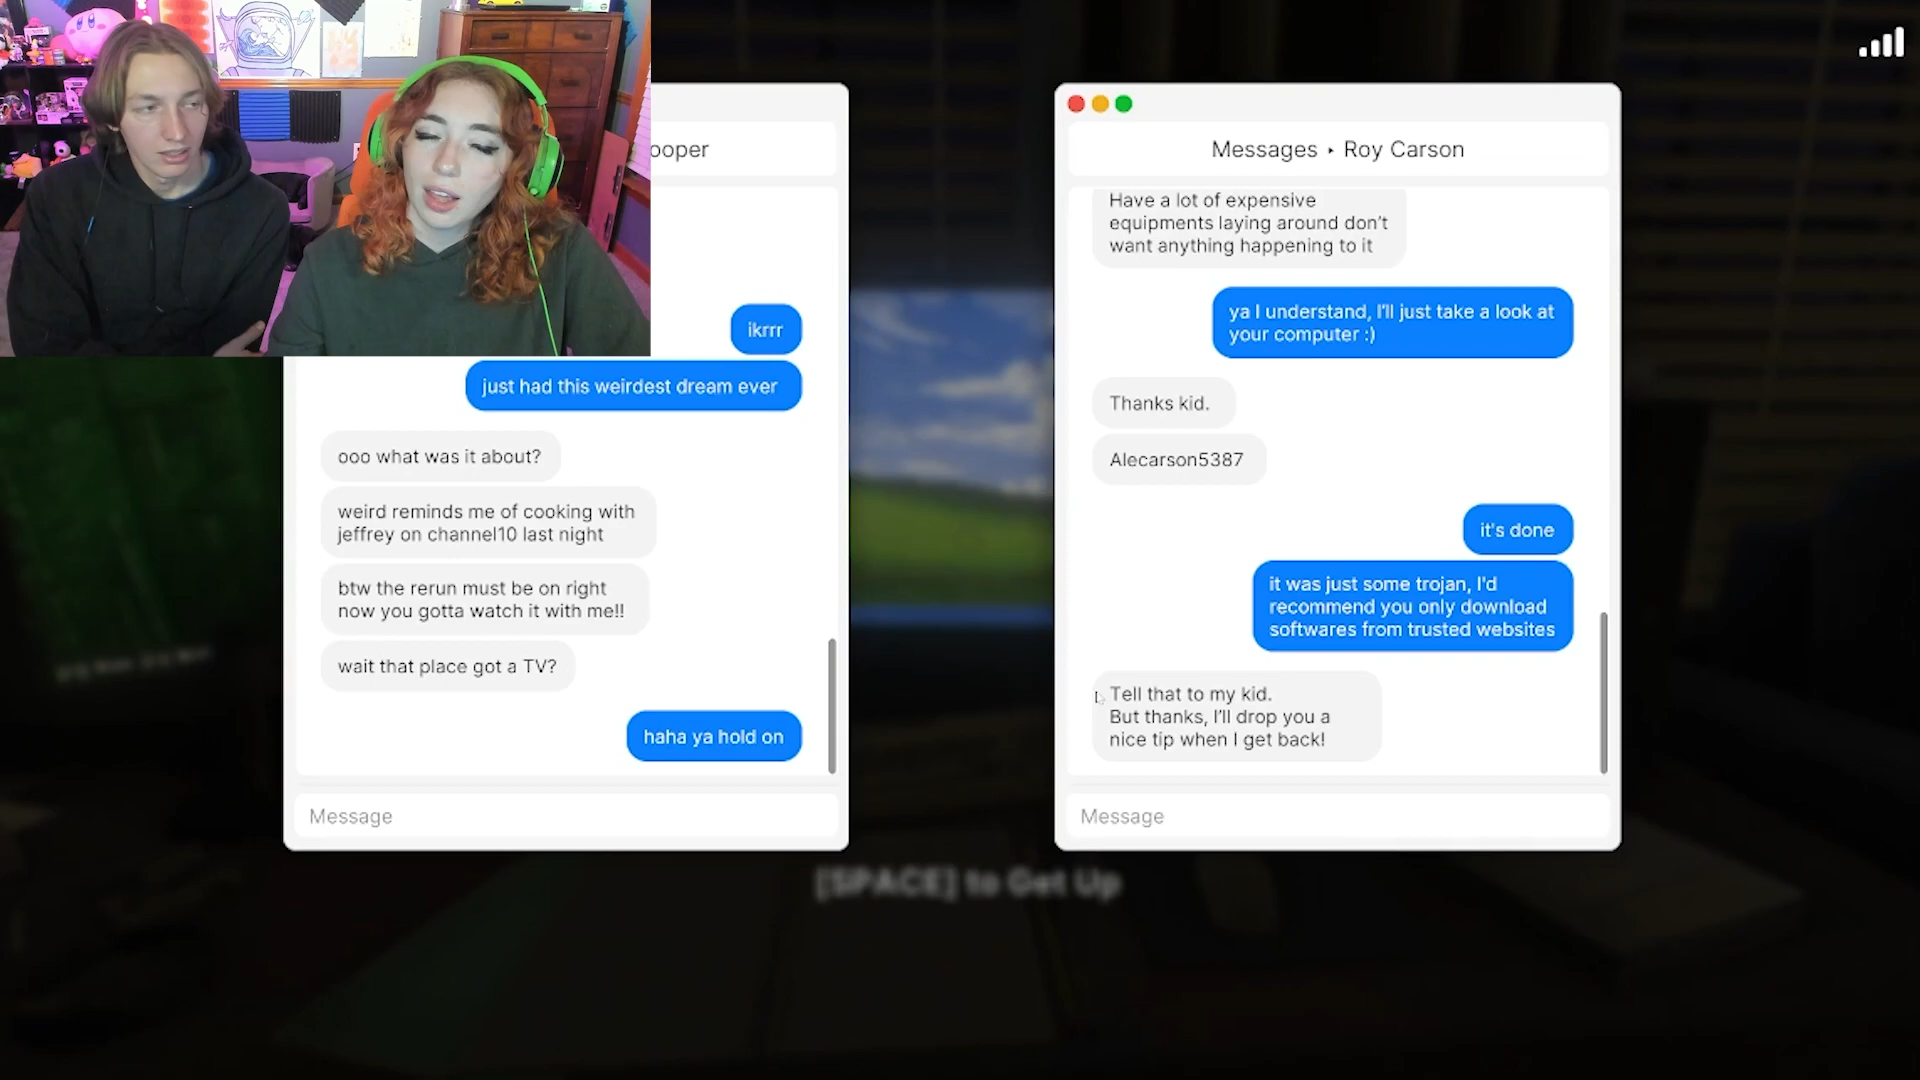 ooper
ikrrr
just had this weirdest dream ever
ooo what was it about?
weird reminds me of cooking with
jeffrey on channel10 last night
btw the rerun must be on right
now you gotta watch it with me!!
wait that place got a TV?
haha ya hold on
Message
Messages ‣ Roy Carson
Have a lot of expensive
equipments laying around don't
want anything happening to it
ya I understand, I'll just take a look at
your computer :)
Thanks kid.
Alecarson5387
it's done
it was just some trojan, I'd
recommend you only download
softwares from trusted websites
Tell that to my kid.
But thanks, I'll drop you a
nice tip when I get back!
Message
[SPACE] to Get Up